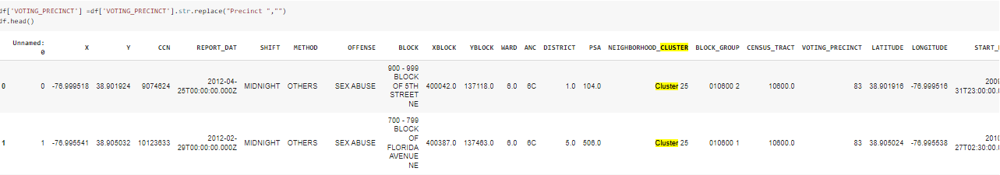 df['VOTING_PRECINCT'] =df['VOTING_PRECINCT'].str.replace("Precinct ","")
df.head()
Unnamed: 0 X Y CCN REPORT_DAT SHIFT METHOD OFFENSE BLOCK XBLOCK YBLOCK WARD ANC DISTRICT PSA NEIGHBORHOOD_CLUSTER BLOCK_GROUP CENSUS_TRACT VOTING_PRECINCT LATITUDE LONGITUDE START_
0 0 -76.999518 38.901924 9074624 2012-04-25T00:00:00.000Z MIDNIGHT OTHERS SEX ABUSE 900 - 999 BLOCK OF 5TH STREET NE 400042.0 137118.0 6.0 6C 1.0 104.0 Cluster 25 010600 2 10600.0 83 38.901916 -76.999516 2009 31T23:00:00.0
1 1 -76.995541 38.905032 10123633 2012-02-29T00:00:00.000Z MIDNIGHT OTHERS SEX ABUSE 700 - 799 BLOCK OF FLORIDA AVENUE NE 400387.0 137463.0 6.0 6C 5.0 506.0 Cluster 25 010600 1 10600.0 83 38.905024 -76.995538 2010 27T02:30:00.0